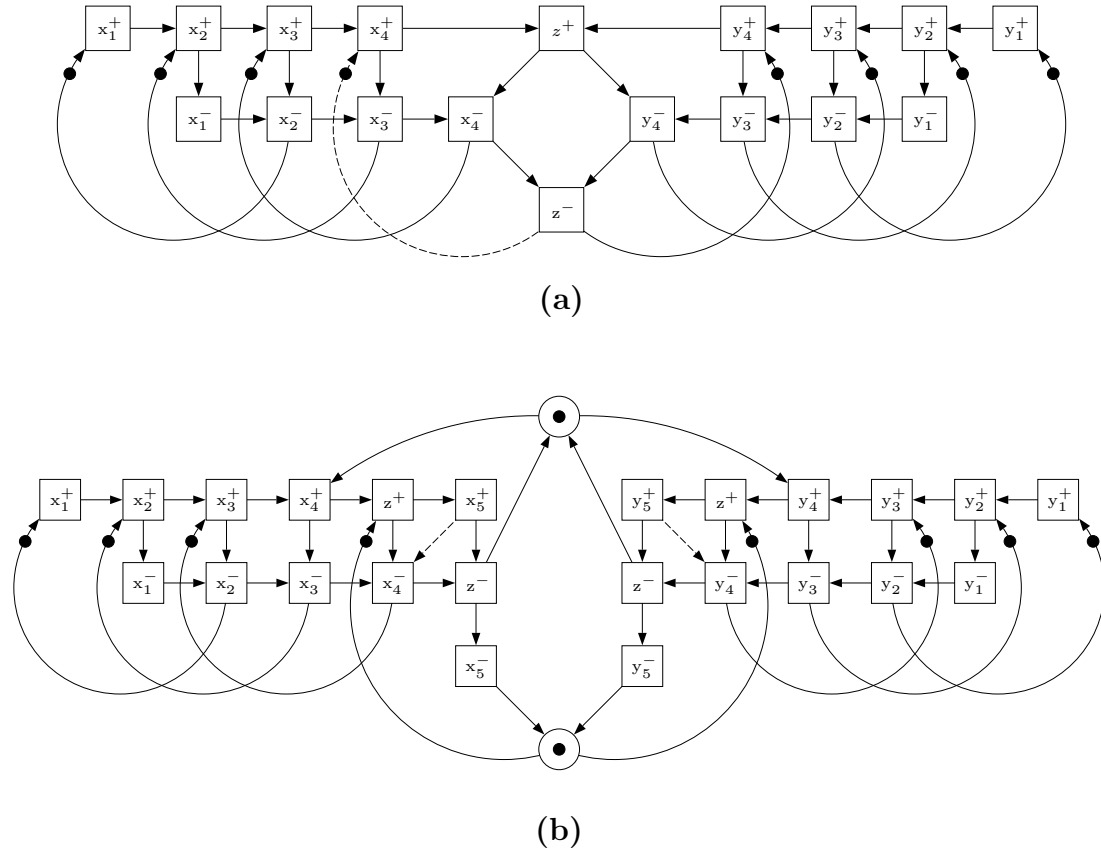 x₁⁺ x₂⁺ x₃⁺ x₄⁺ z⁺ y₄⁺ y₃⁺ y₂⁺ y₁⁺
x₁⁻ x₂⁻ x₃⁻ x₄⁻ y₄⁻ y₃⁻ y₂⁻ y₁⁻
z⁻
(a)
x₁⁺ x₂⁺ x₃⁺ x₄⁺ z⁺ x₅⁺ y₅⁺ z⁺ y₄⁺ y₃⁺ y₂⁺ y₁⁺
x₁⁻ x₂⁻ x₃⁻ x₄⁻ z⁻ z⁻ y₄⁻ y₃⁻ y₂⁻ y₁⁻
x₅⁻ y₅⁻
(b)